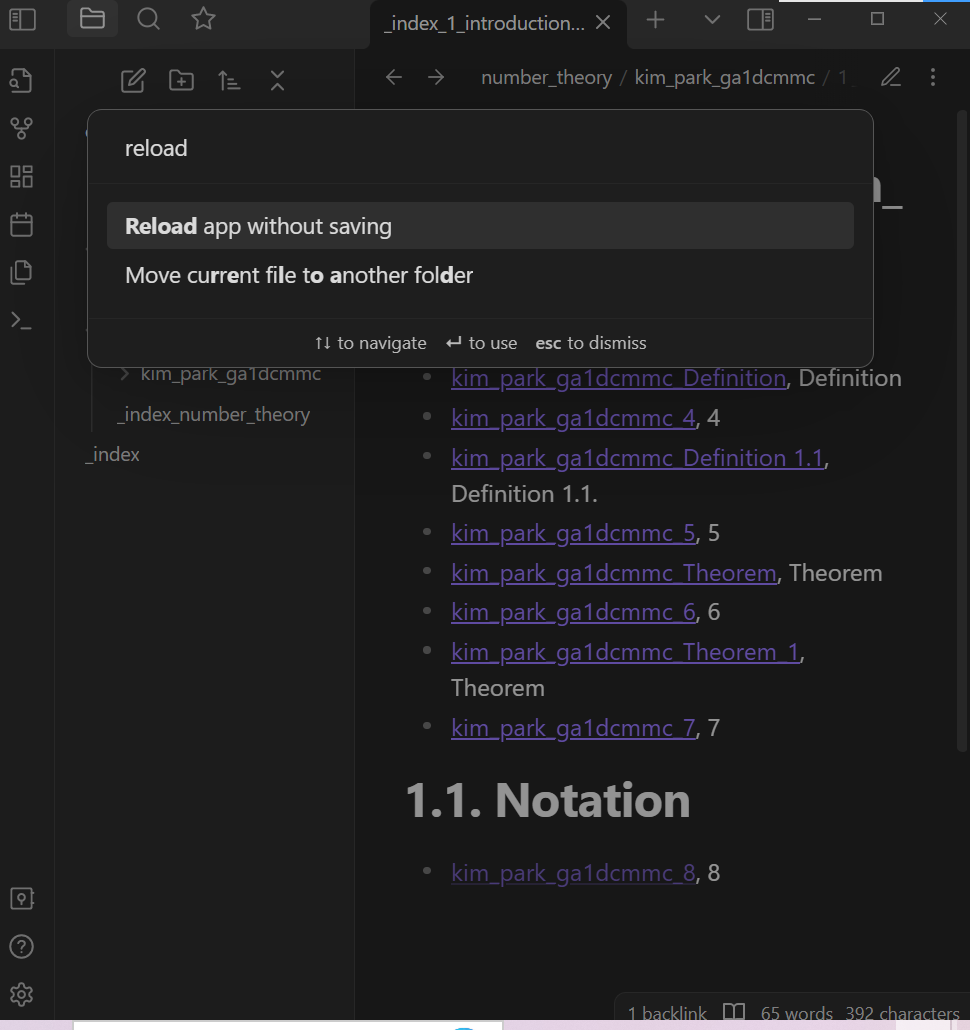 _index_1_introduction...
number_theory / kim_park_ga1dcmmc / 1
reload
Reload app without saving
Move current file to another folder
↑↓ to navigate ↵ to use esc to dismiss
kim_park_ga1dcmmc
_index_number_theory
_index
kim_park_ga1dcmmc_Definition, Definition
kim_park_ga1dcmmc_4, 4
kim_park_ga1dcmmc_Definition 1.1,
Definition 1.1.
kim_park_ga1dcmmc_5, 5
kim_park_ga1dcmmc_Theorem, Theorem
kim_park_ga1dcmmc_6, 6
kim_park_ga1dcmmc_Theorem_1,
Theorem
kim_park_ga1dcmmc_7, 7
1.1. Notation
kim_park_ga1dcmmc_8, 8
1 backlink 65 words 392 characters